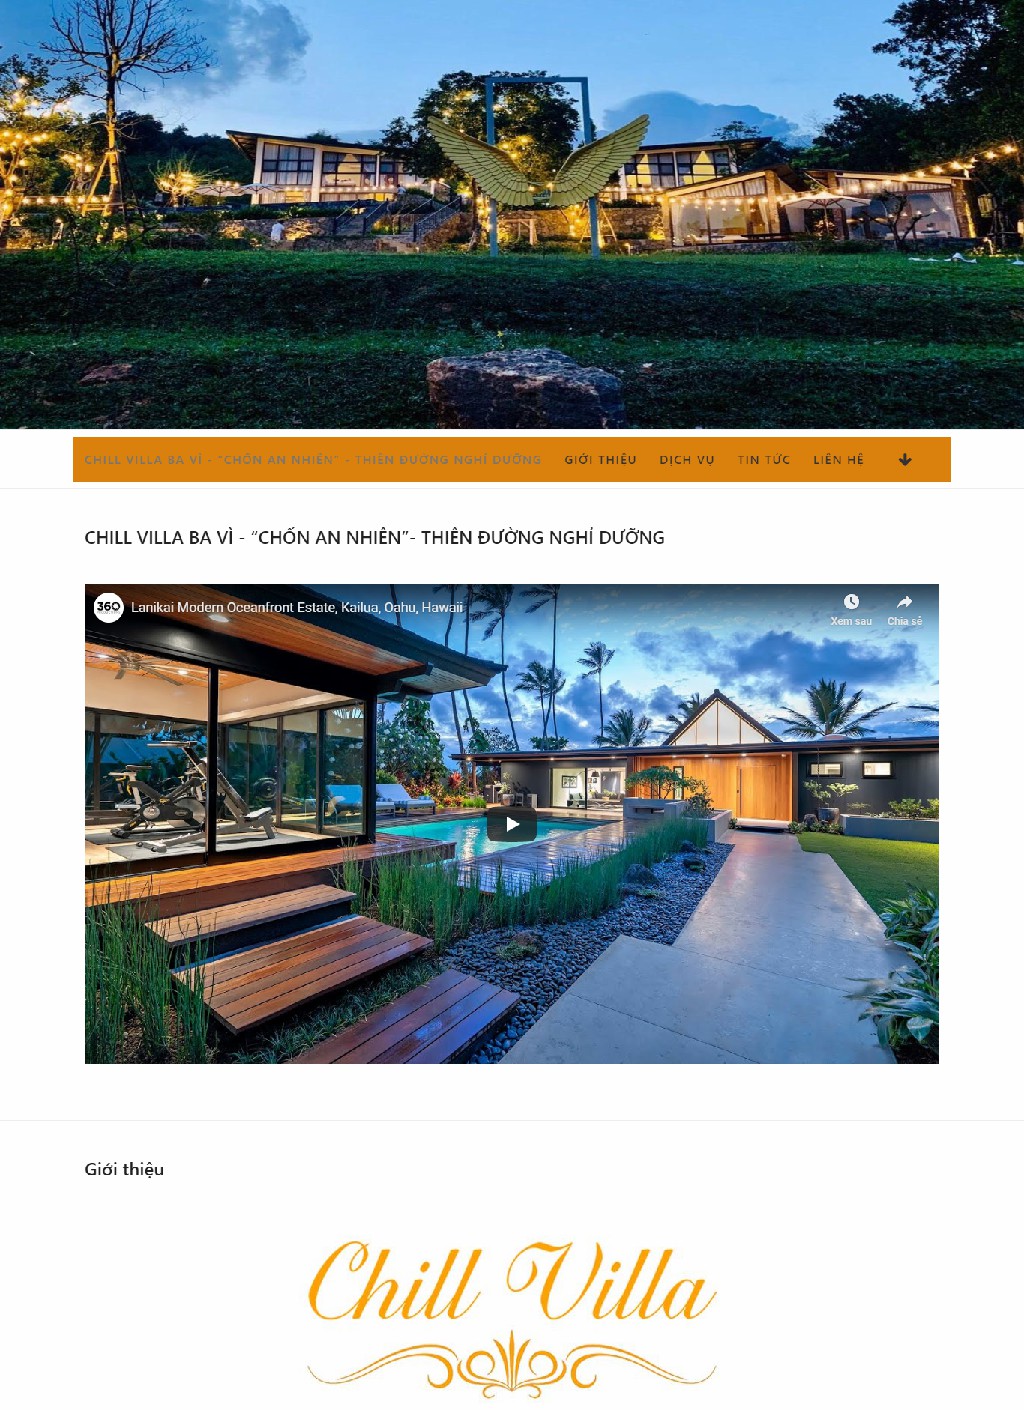 CHILL VILLA BA VÌ - "CHỐN AN NHIÊN" - THIÊN ĐƯỜNG NGHỈ DƯỠNG GIỚI THIỆU DỊCH VỤ TIN TỨC LIÊN HỆ
CHILL VILLA BA VÌ - “CHỐN AN NHIÊN”- THIÊN ĐƯỜNG NGHỈ DƯỠNG
360 Lanikai Modern Oceanfront Estate, Kailua, Oahu, Hawaii
Xem sau Chia sẻ
Giới thiệu
Chill Villa